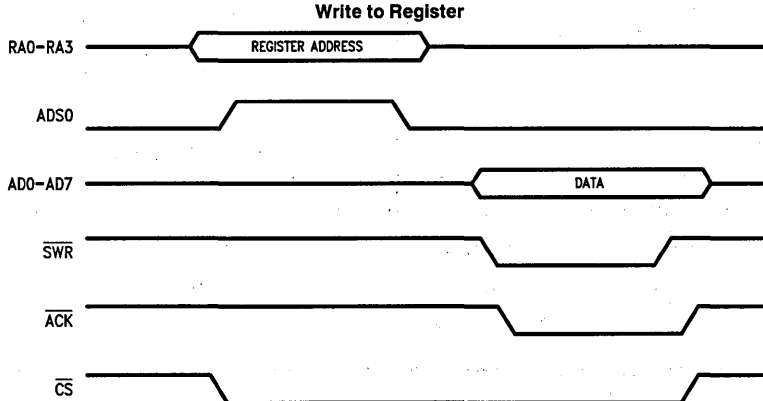 Write to Register
RA0-RA3
REGISTER ADDRESS
ADS0
AD0-AD7
DATA
SWR
ACK
CS